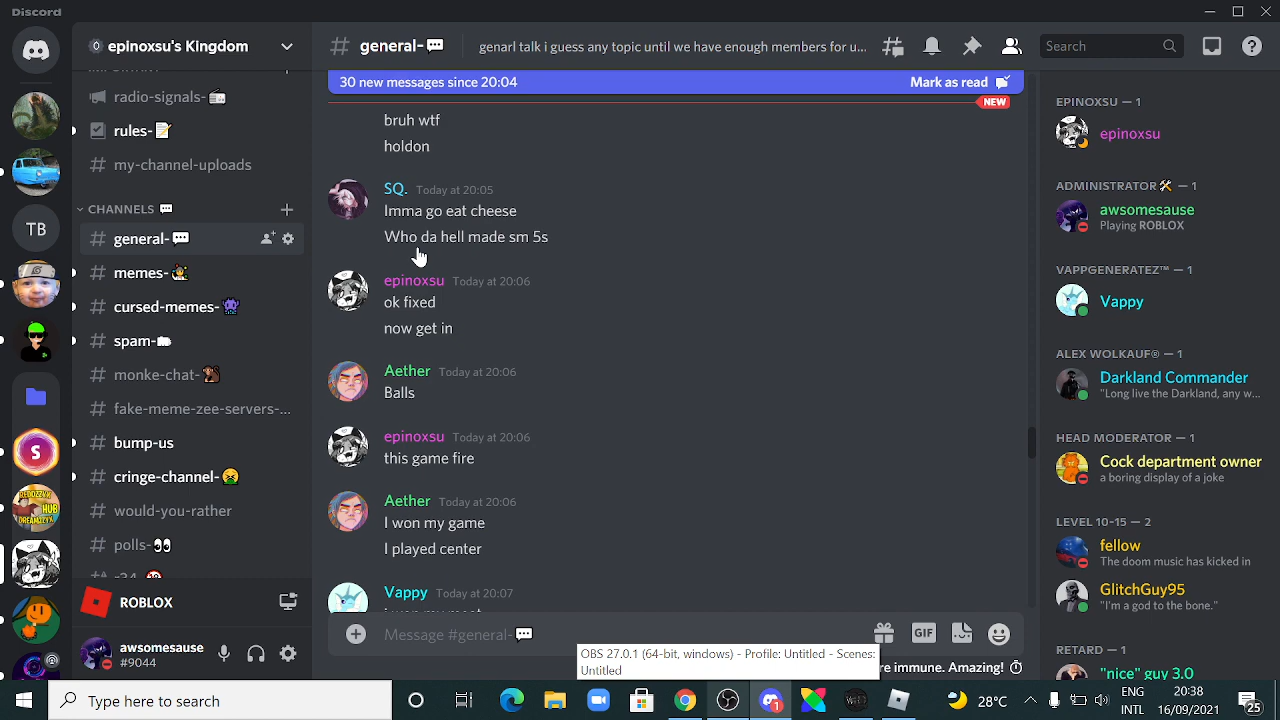 Discord
epinoxsu's Kingdom
radio-signals-
rules-
my-channel-uploads
CHANNELS
general-
memes-
cursed-memes-
spam-
monke-chat-
fake-meme-zee-servers-...
bump-us
cringe-channel-
would-you-rather
polls-
ROBLOX
awsomesause
#9044
TB
S
REDOZZYX
HUB
DREAMZZYX
# general-
genarl talk i guess any topic until we have enough members for u...
Search
30 new messages since 20:04
Mark as read
NEW
bruh wtf
holdon
SQ. Today at 20:05
Imma go eat cheese
Who da hell made sm 5s
epinoxsu Today at 20:06
ok fixed
now get in
Aether Today at 20:06
Balls
epinoxsu Today at 20:06
this game fire
Aether Today at 20:06
I won my game
I played center
Vappy Today at 20:07
Message #general-
GIF
OBS 27.0.1 (64-bit, windows) - Profile: Untitled - Scenes:
Untitled
re immune. Amazing!
EPINOXSU — 1
epinoxsu
ADMINISTRATOR — 1
awsomesause
Playing ROBLOX
VAPPGENERATEZ™ — 1
Vappy
ALEX WOLKAUF® — 1
Darkland Commander
"Long live the Darkland, any w...
HEAD MODERATOR — 1
Cock department owner
a boring display of a joke
LEVEL 10-15 — 2
fellow
The doom music has kicked in
GlitchGuy95
"I'm a god to the bone."
RETARD — 1
"nice" guy 3.0
Type here to search
1
28°C
ENG
INTL
20:38
16/09/2021
25